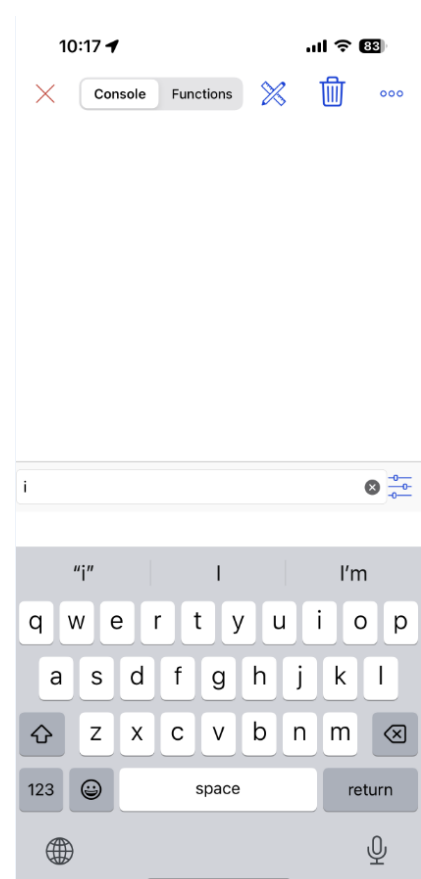 10:17
83
Console Functions
i
“i” I I'm
q w e r t y u i o p
a s d f g h j k l
z x c v b n m
123 space return